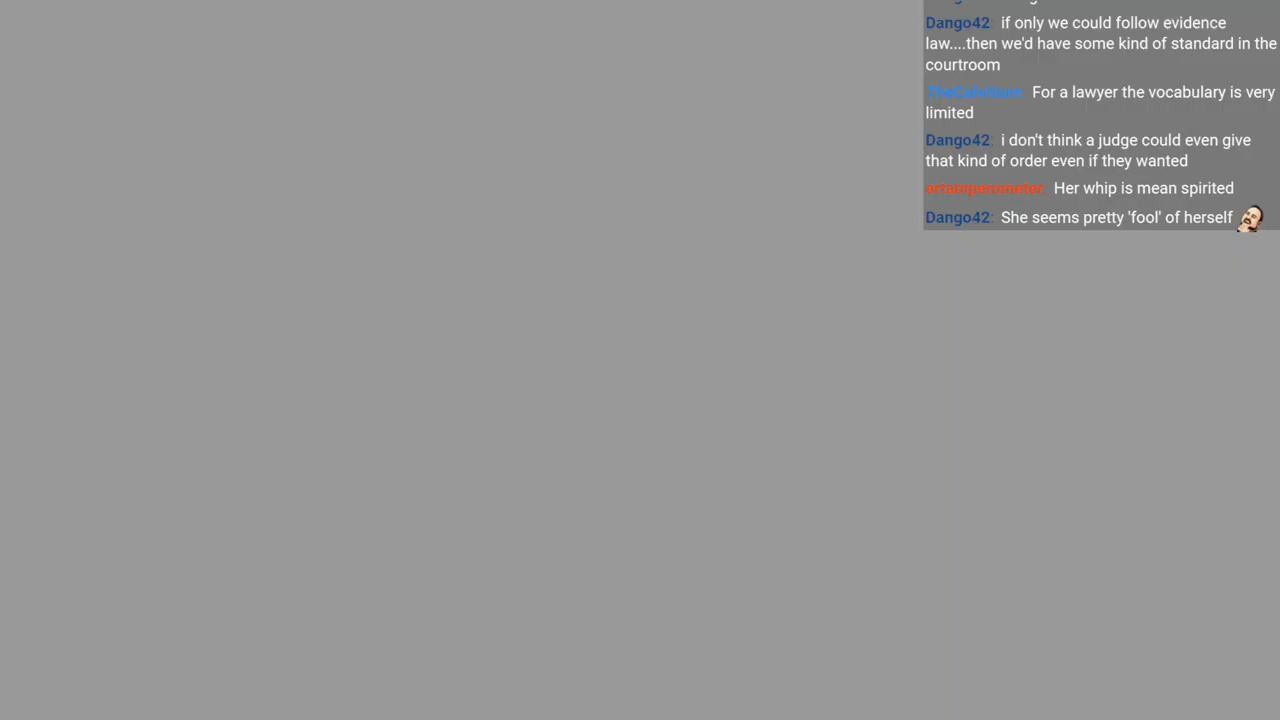 Dango42: if only we could follow evidence
law....then we'd have some kind of standard in the
courtroom
For a lawyer the vocabulary is very
limited
Dango42: i don't think a judge could even give
that kind of order even if they wanted
Her whip is mean spirited
Dango42: She seems pretty 'fool' of herself